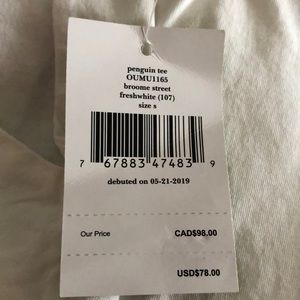 penguin tee
OUMU1165
broome street
freshwhite (107)
size s
7 67883 47483 9
debuted on 05-21-2019
Our Price CAD$98.00
USD$78.00